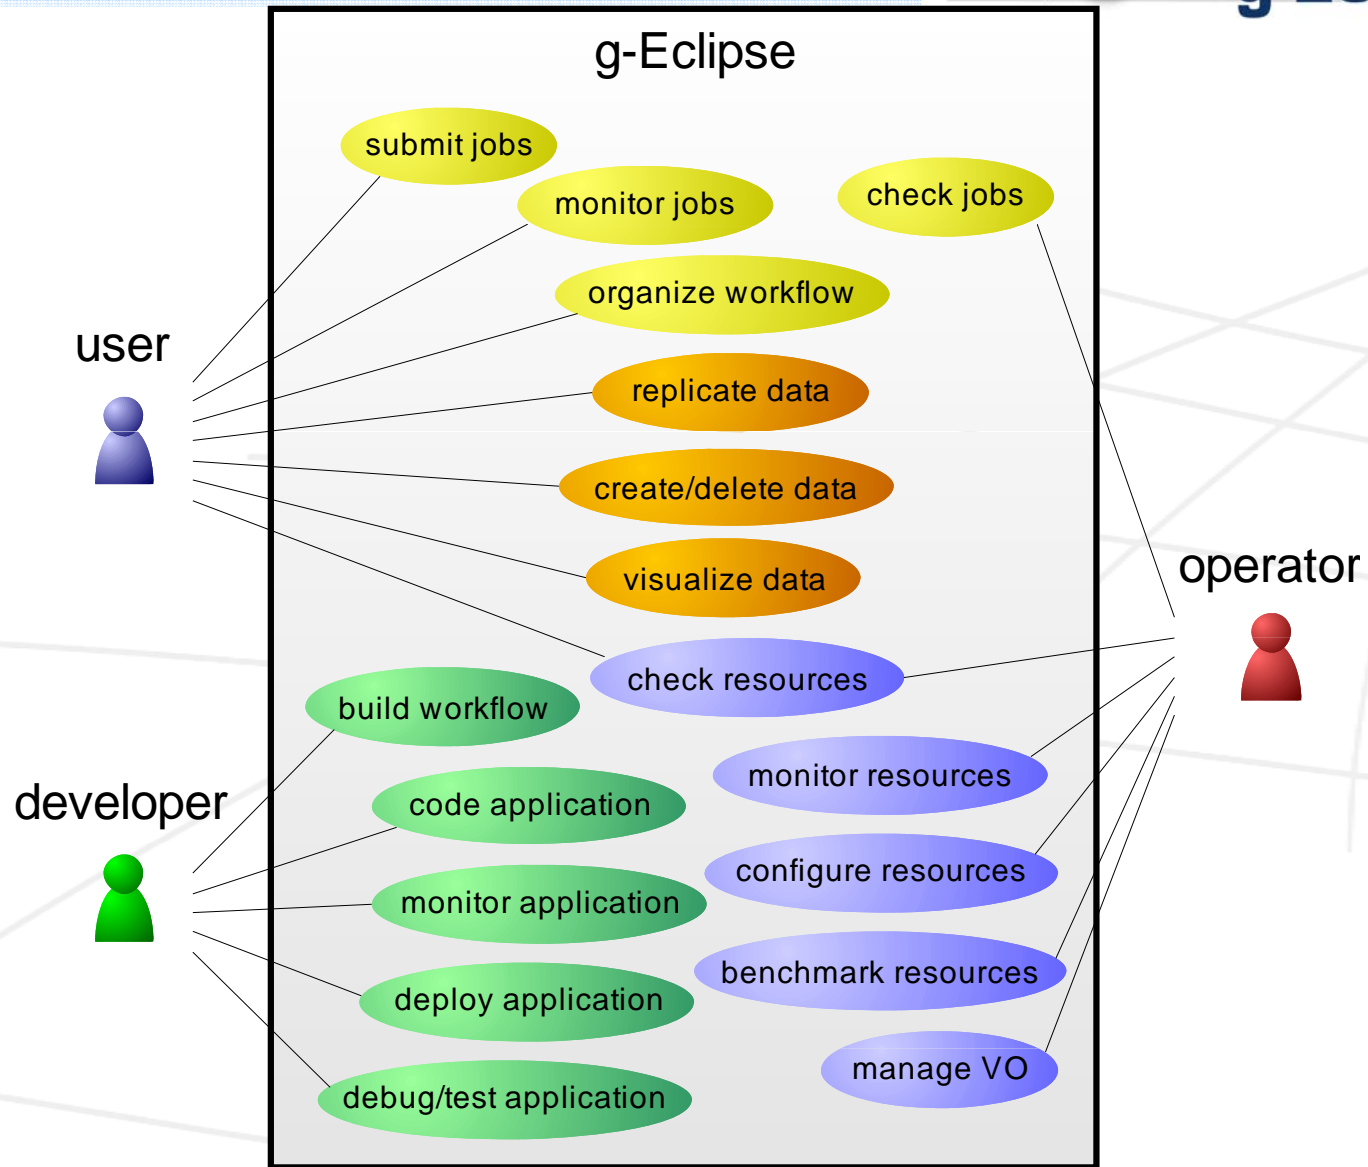 g-Eclipse
submit jobs
monitor jobs
check jobs
organize workflow
user
replicate data
create/delete data
visualize data
operator
check resources
build workflow
monitor resources
developer
code application
configure resources
monitor application
benchmark resources
deploy application
manage VO
debug/test application